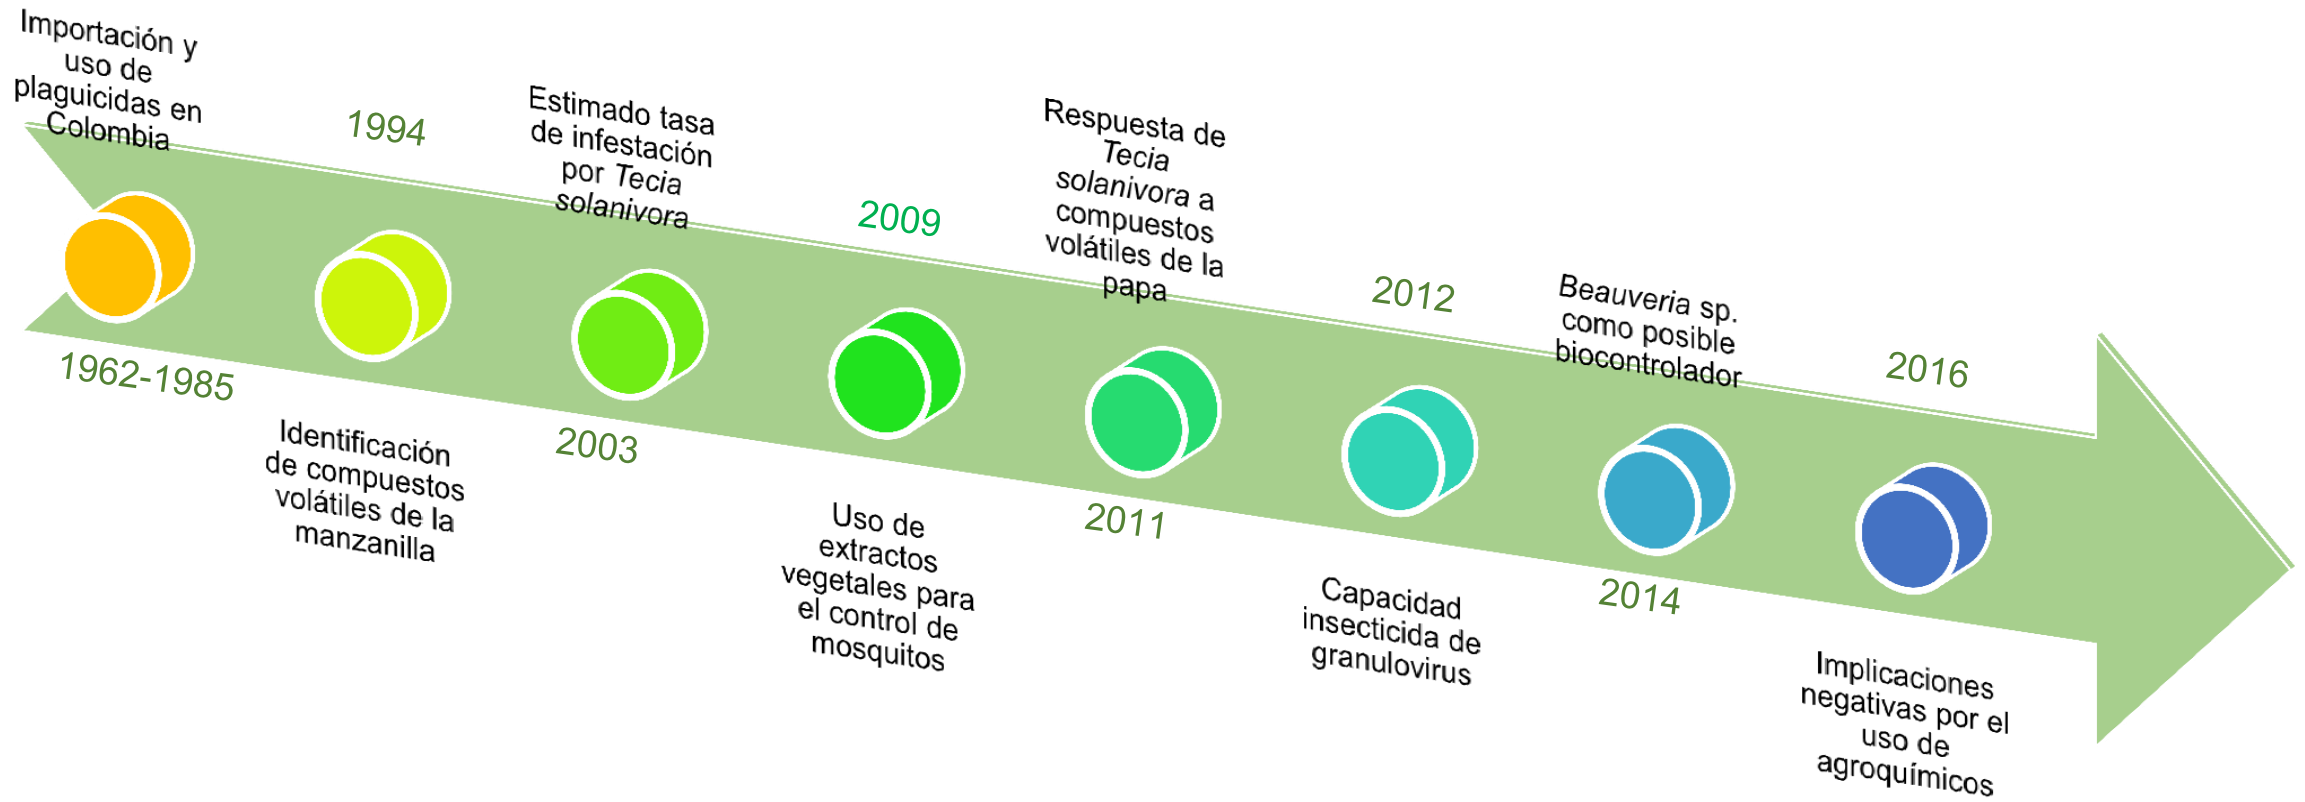 Importación y
uso de
plaguicidas en
Colombia
1962-1985
1994
Identificación
de compuestos
volátiles de la
manzanilla
Estimado tasa
de infestación
por Tecia
solanivora
2003
2009
Uso de
extractos
vegetales para
el control de
mosquitos
Respuesta de
Tecia
solanivora a
compuestos
volátiles de la
papa
2011
2012
Capacidad
insecticida de
granulovirus
Beauveria sp.
como posible
biocontrolador
2014
2016
Implicaciones
negativas por el
uso de
agroquímicos